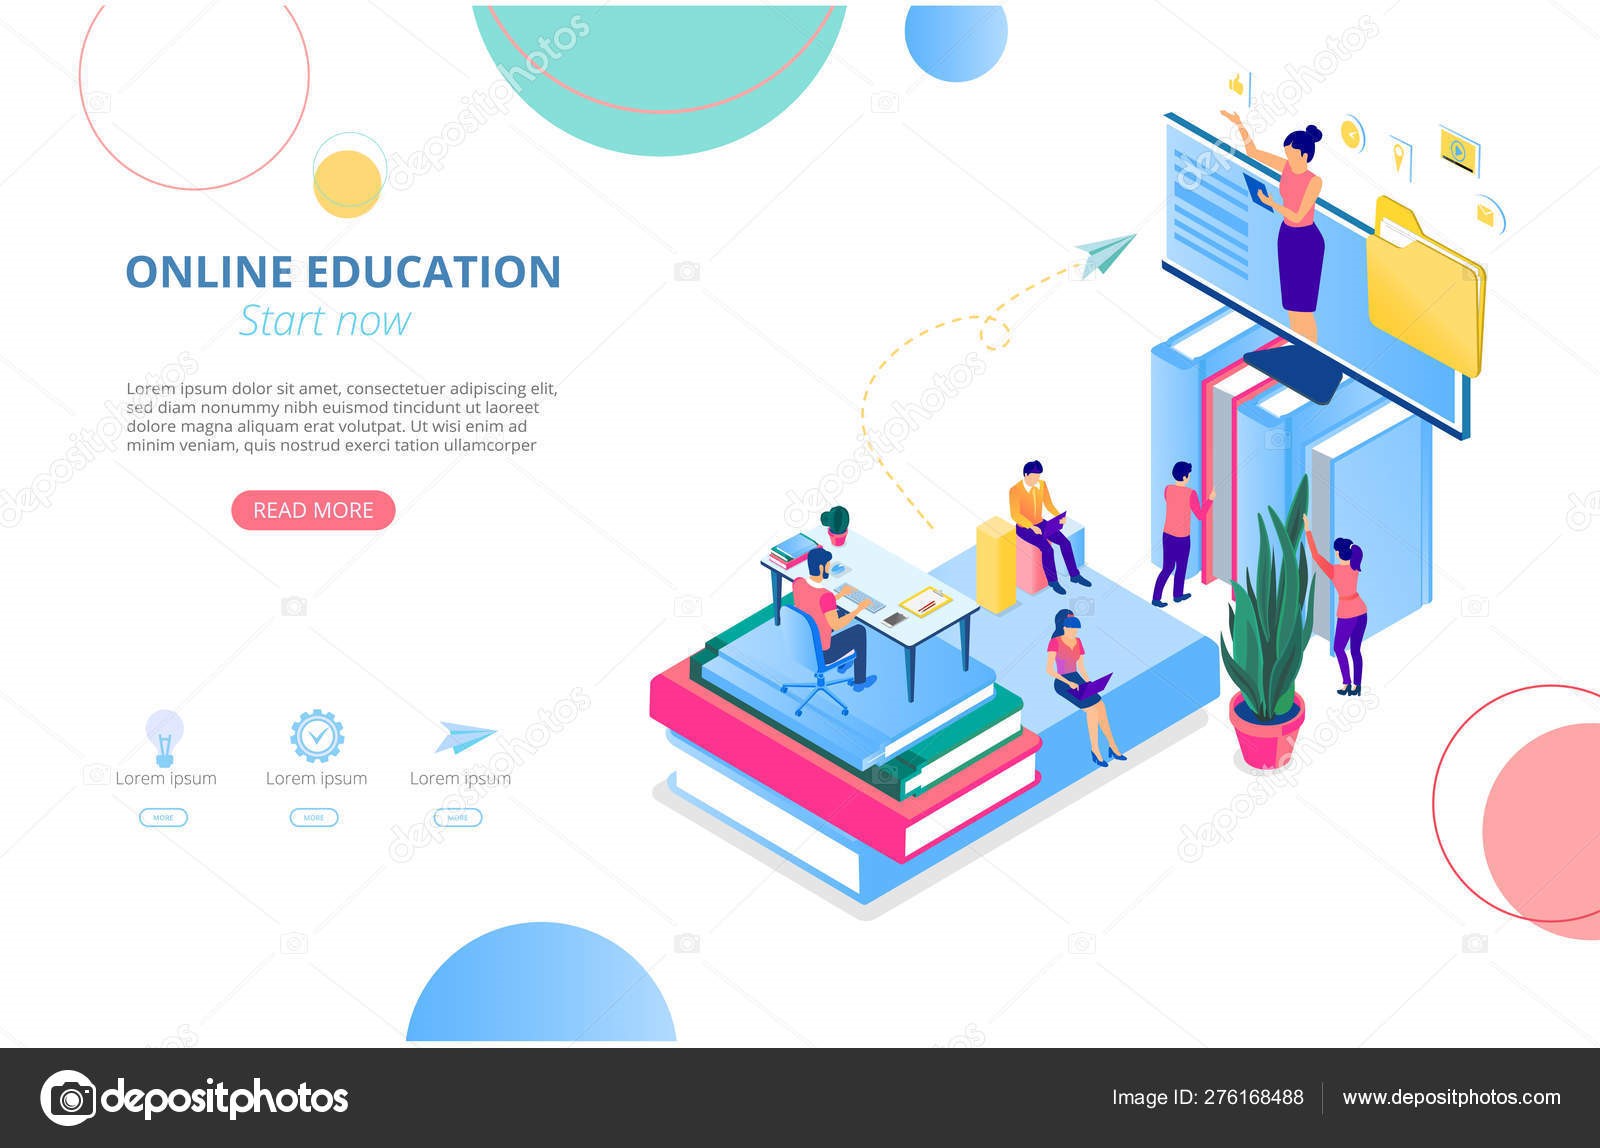 ONLINE EDUCATION
Start now
Lorem ipsum dolor sit amet, consectetuer adipiscing elit,
sed diam nonummy nibh euismod tincidunt ut laoreet
dolore magna aliquam erat volutpat. Ut wisi enim ad
minim veniam, quis nostrud exerci tation ullamcorper
READ MORE
Lorem ipsum
Lorem ipsum
Lorem ipsum
MORE
MORE
MORE
depositphotos
Image ID: 276168488
www.depositphotos.com